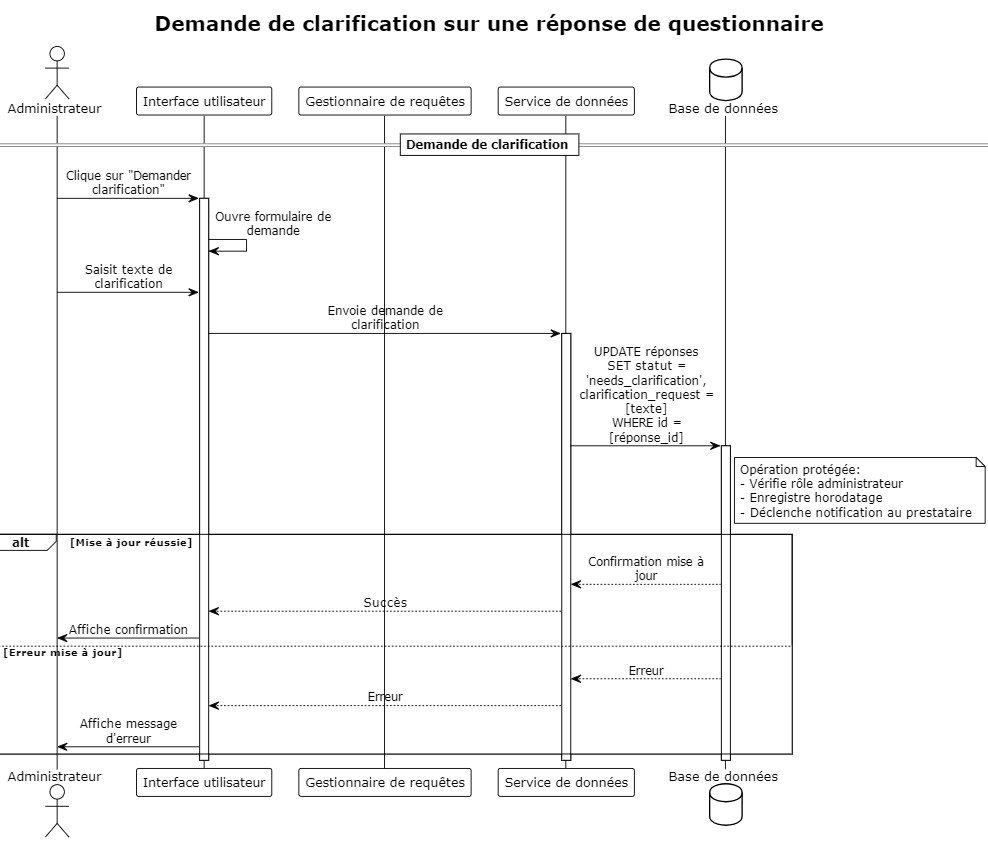 Demande de clarification sur une réponse de questionnaire
Administrateur
Interface utilisateur
Gestionnaire de requêtes
Service de données
Base de données
Demande de clarification
Clique sur "Demander
clarification"
Ouvre formulaire de
demande
Saisit texte de
clarification
Envoie demande de
clarification
UPDATE réponses
SET statut =
'needs_clarification',
clarification_request =
[texte]
WHERE id =
[réponse_id]
Opération protégée:
- Vérifie rôle administrateur
- Enregistre horodatage
- Déclenche notification au prestataire
alt
[Mise à jour réussie]
Confirmation mise à
jour
Succès
Affiche confirmation
[Erreur mise à jour]
Erreur
Erreur
Affiche message
d'erreur
Administrateur
Interface utilisateur
Gestionnaire de requêtes
Service de données
Base de données